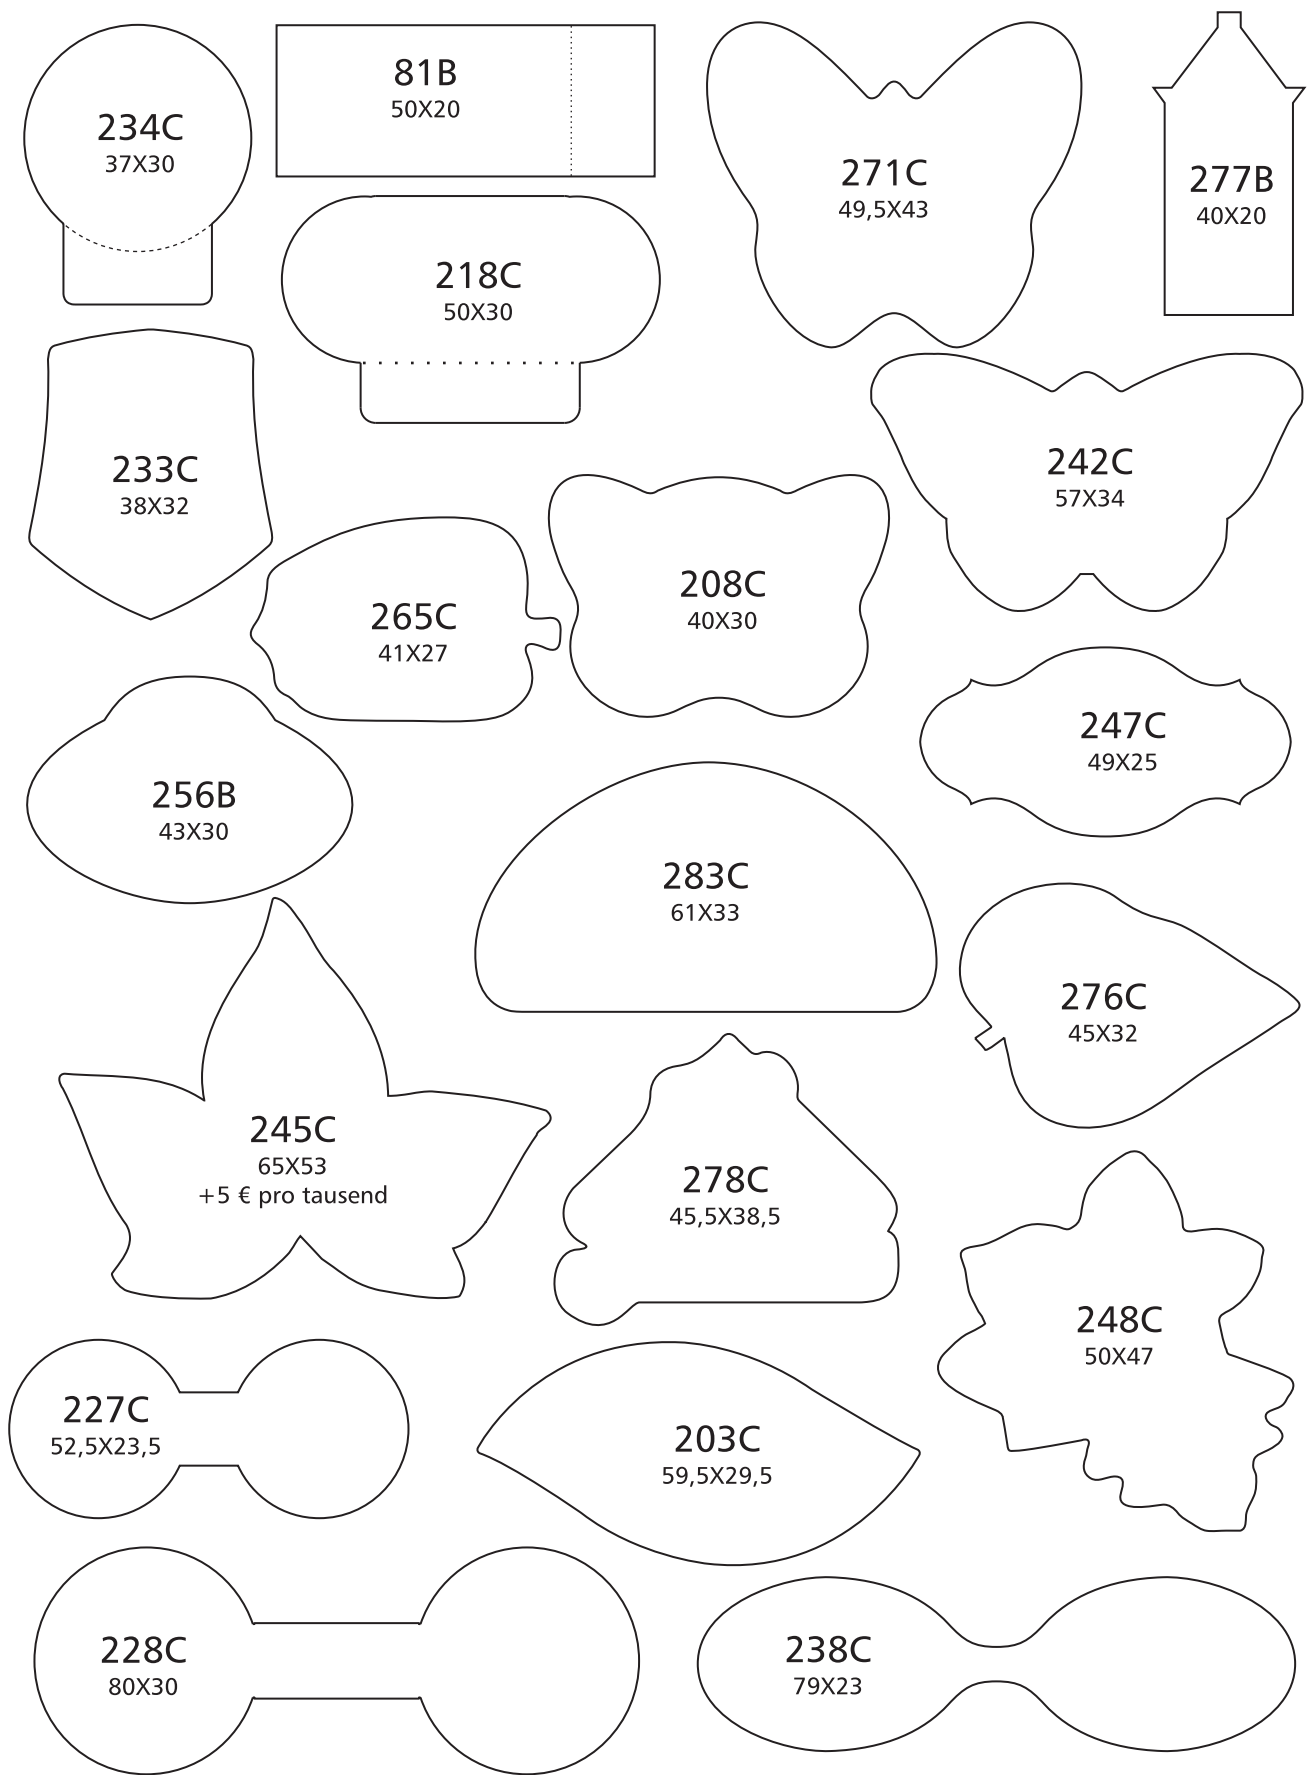 234C
37X30
81B
50X20
271C
49,5X43
277B
40X20
218C
50X30
233C
38X32
242C
57X34
265C
41X27
208C
40X30
247C
49X25
256B
43X30
283C
61X33
276C
45X32
245C
65X53
+5 € pro tausend
278C
45,5X38,5
248C
50X47
227C
52,5X23,5
203C
59,5X29,5
228C
80X30
238C
79X23